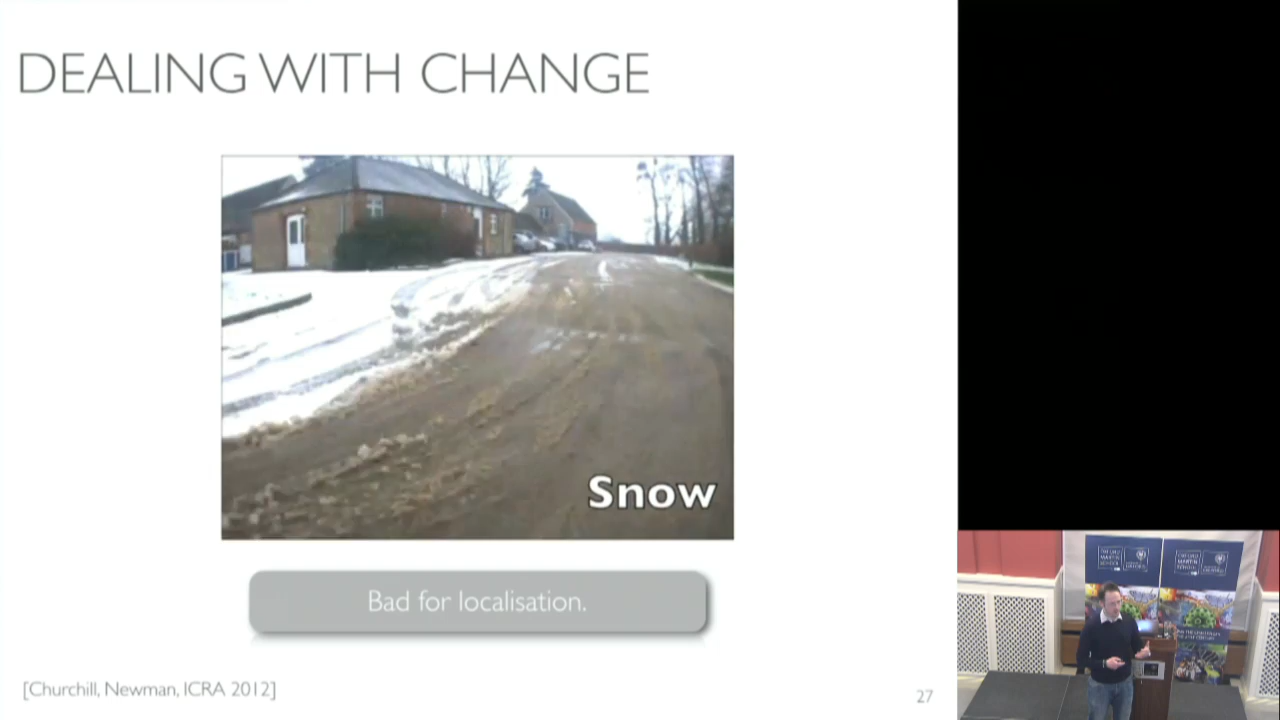 DEALING WITH CHANGE
Snow
Bad for localisation.
[Churchill, Newman, ICRA 2012]
27